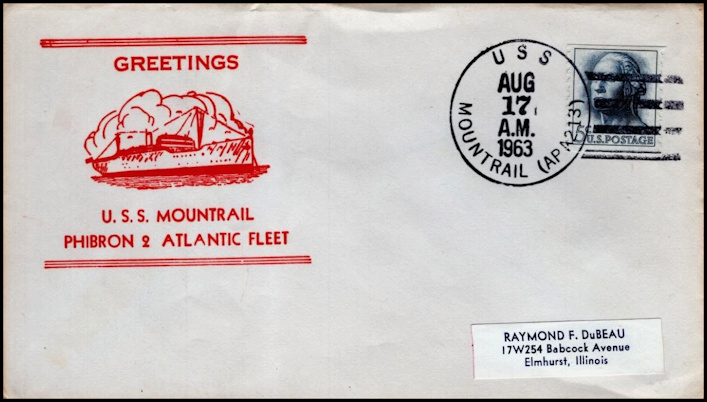 GREETINGS
U. S. S. MOUNTRAIL
PHIBRON 2 ATLANTIC FLEET
USS
AUG
17
A.M.
1963
MOUNTRAIL (APA213)
5¢ U.S. POSTAGE
RAYMOND F. DuBEAU
17W254 Babcock Avenue
Elmhurst, Illinois